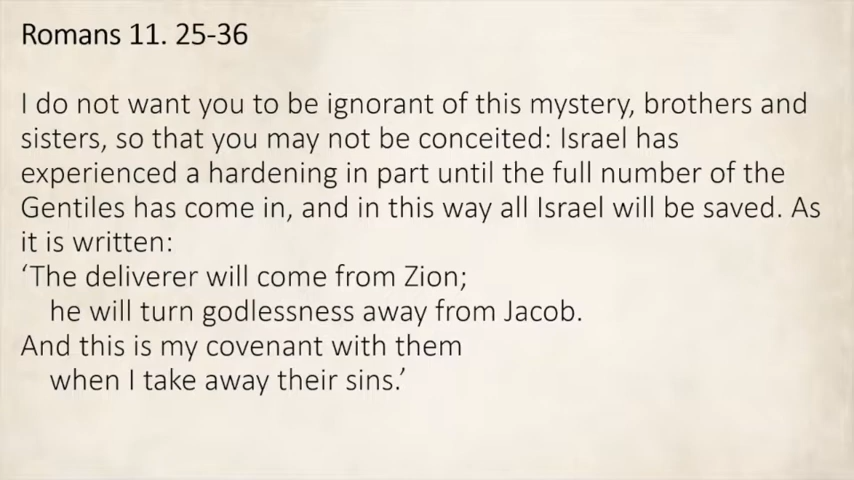 Romans 11. 25-36
I do not want you to be ignorant of this mystery, brothers and
sisters, so that you may not be conceited: Israel has
experienced a hardening in part until the full number of the
Gentiles has come in, and in this way all Israel will be saved. As
it is written:
‘The deliverer will come from Zion;
he will turn godlessness away from Jacob.
And this is my covenant with them
when I take away their sins.’